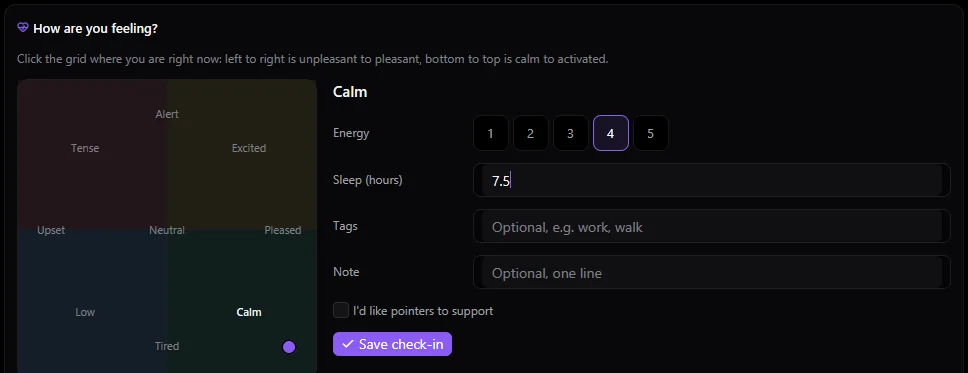 How are you feeling?
Click the grid where you are right now: left to right is unpleasant to pleasant, bottom to top is calm to activated.
Alert
Tense
Excited
Upset
Neutral
Pleased
Low
Calm
Tired
Calm
Energy
1
2
3
4
5
Sleep (hours)
7.5
Tags
Optional, e.g. work, walk
Note
Optional, one line
I'd like pointers to support
Save check-in